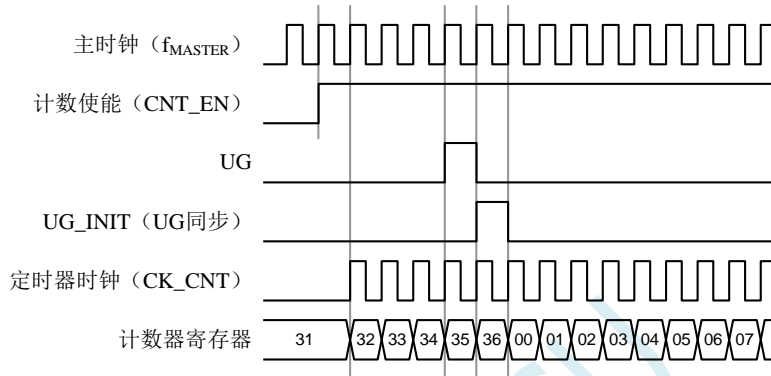 主时钟（fMASTER）
计数使能（CNT_EN）
UG
UG_INIT（UG同步）
定时器时钟（CK_CNT）
计数器寄存器 31 32 33 34 35 36 00 01 02 03 04 05 06 07